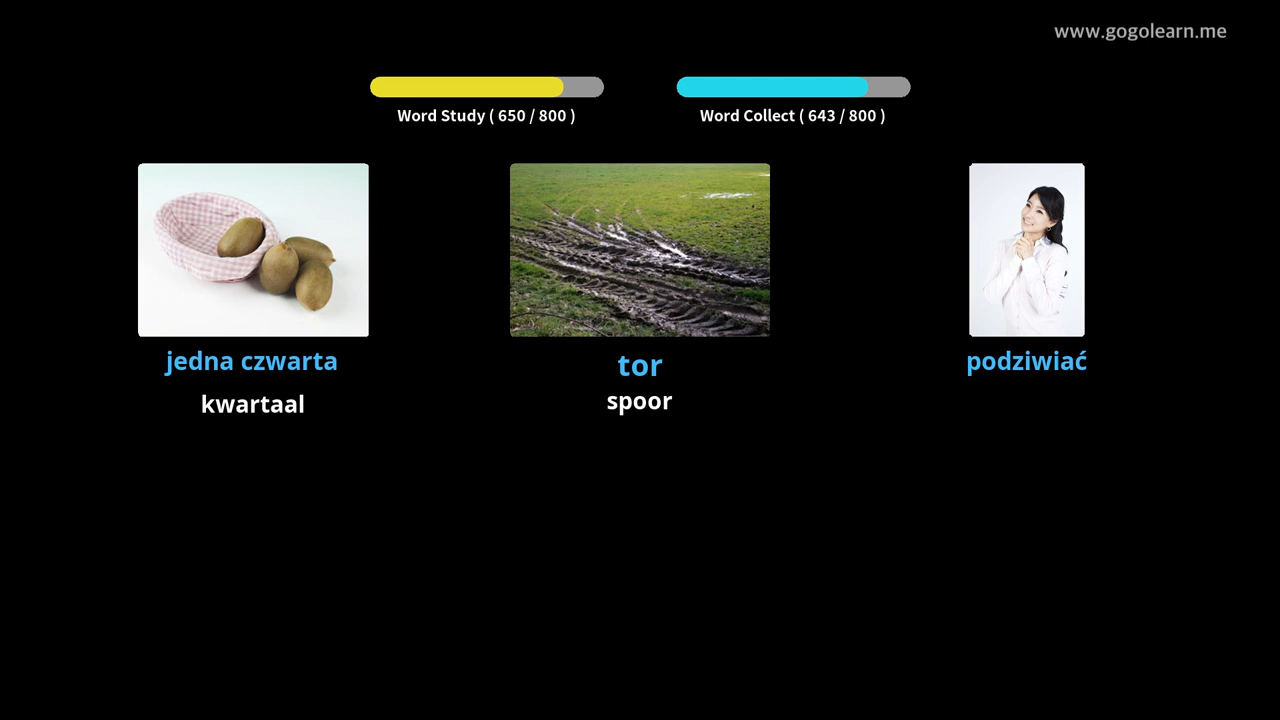 www.gogolearn.me
Word Study ( 650 / 800 )
Word Collect ( 643 / 800 )
jedna czwarta
tor
podziwiać
kwartaal
spoor